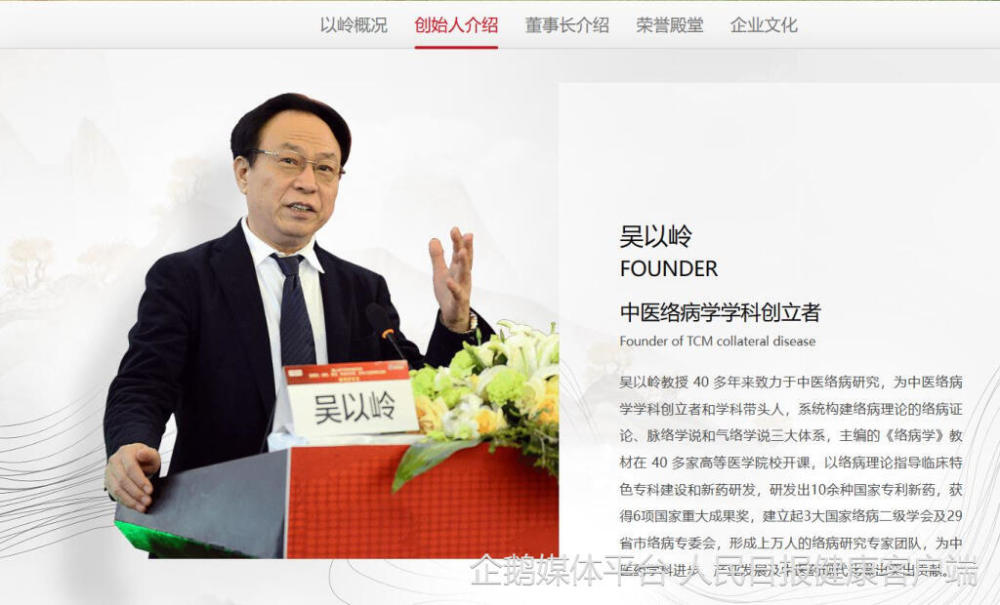 以岭概况 创始人介绍 董事长介绍 荣誉殿堂 企业文化
吴以岭
FOUNDER
中医络病学学科创立者
Founder of TCM collateral disease
吴以岭教授 40 多年来致力于中医络病研究，为中医络病
学学科创立者和学科带头人，系统构建络病理论的络病证
论、脉络学说和气络学说三大体系，主编的《络病学》教
材在 40 多家高等医学院校开课，以络病理论指导临床特
色专科建设和新药研发，研发出10余种国家专利新药，获
得6项国家重大成果奖，建立起3大国家络病二级学会及29
省市络病专委会，形成上万人的络病研究专家团队，为中
医药学科进步、产业发展及中医药现代
吴以岭
企鹅媒体平台·人民日报健康客户端